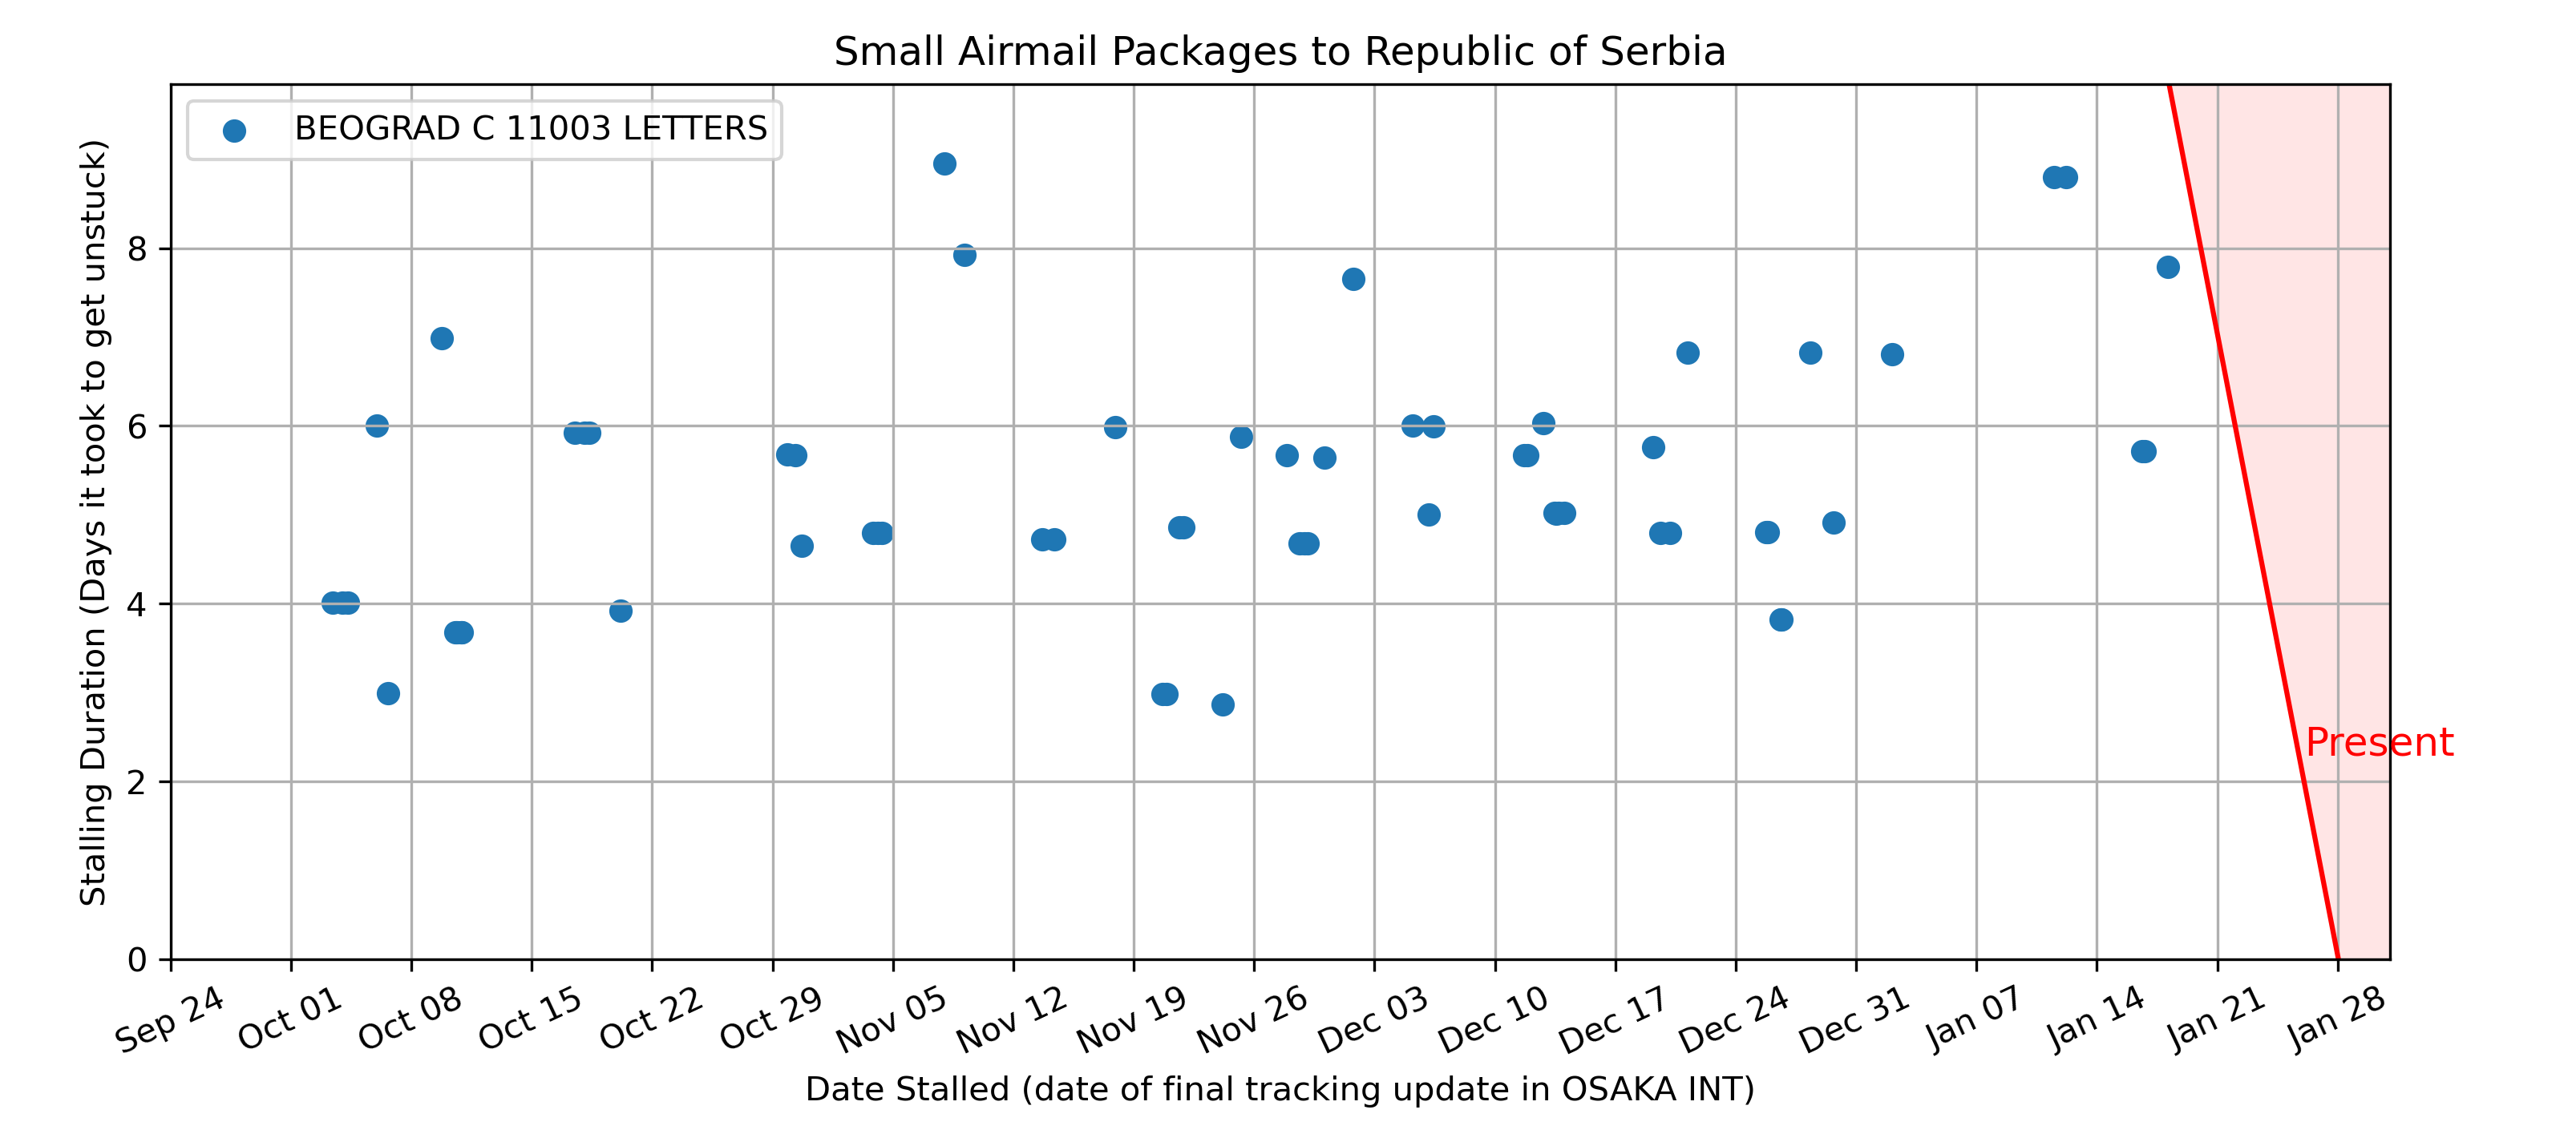 Small Airmail Packages to Republic of Serbia
BEOGRAD C 11003 LETTERS
Stalling Duration (Days it took to get unstuck)
8
6
4
2
0
Present
Sep 24 Oct 01 Oct 08 Oct 15 Oct 22 Oct 29 Nov 05 Nov 12 Nov 19 Nov 26 Dec 03 Dec 10 Dec 17 Dec 24 Dec 31 Jan 07 Jan 14 Jan 21 Jan 28
Date Stalled (date of final tracking update in OSAKA INT)